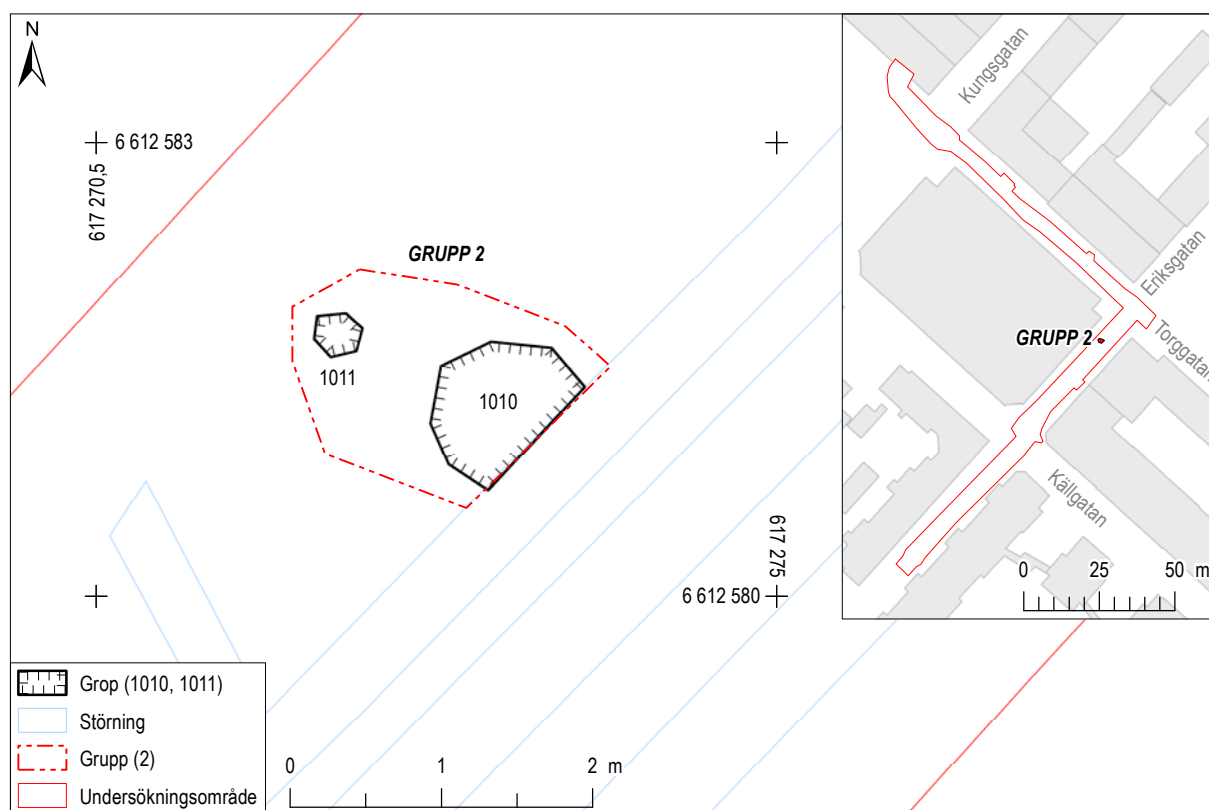 N
6 612 583
617 270,5
GRUPP 2
1011
1010
617 275
6 612 580
Grop (1010, 1011)
Störning
Grupp (2)
Undersökningsområde
0 1 2 m
Kungsgatan
Eriksgatan
Torggatan
GRUPP 2
Källgatan
0 25 50 m